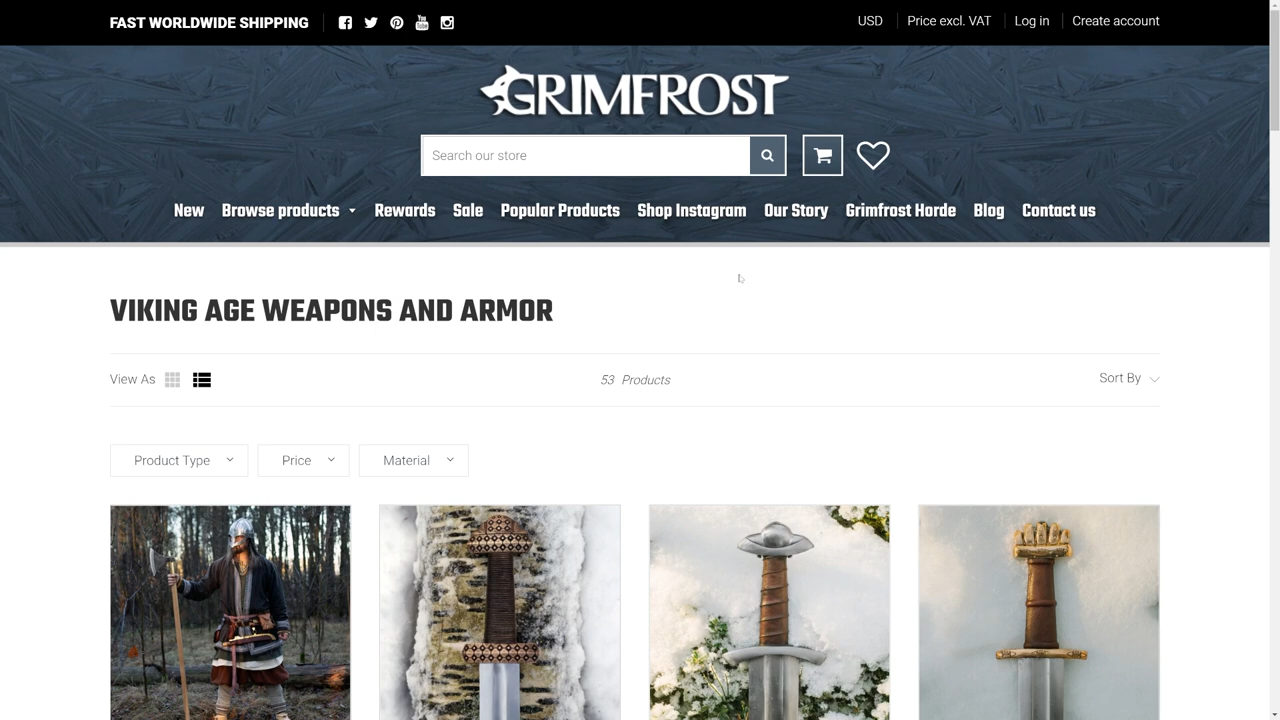 FAST WORLDWIDE SHIPPING
USD Price excl. VAT Log in Create account
GRIMFROST
Search our store
New Browse products Rewards Sale Popular Products Shop Instagram Our Story Grimfrost Horde Blog Contact us
VIKING AGE WEAPONS AND ARMOR
View As 53 Products Sort By
Product Type Price Material